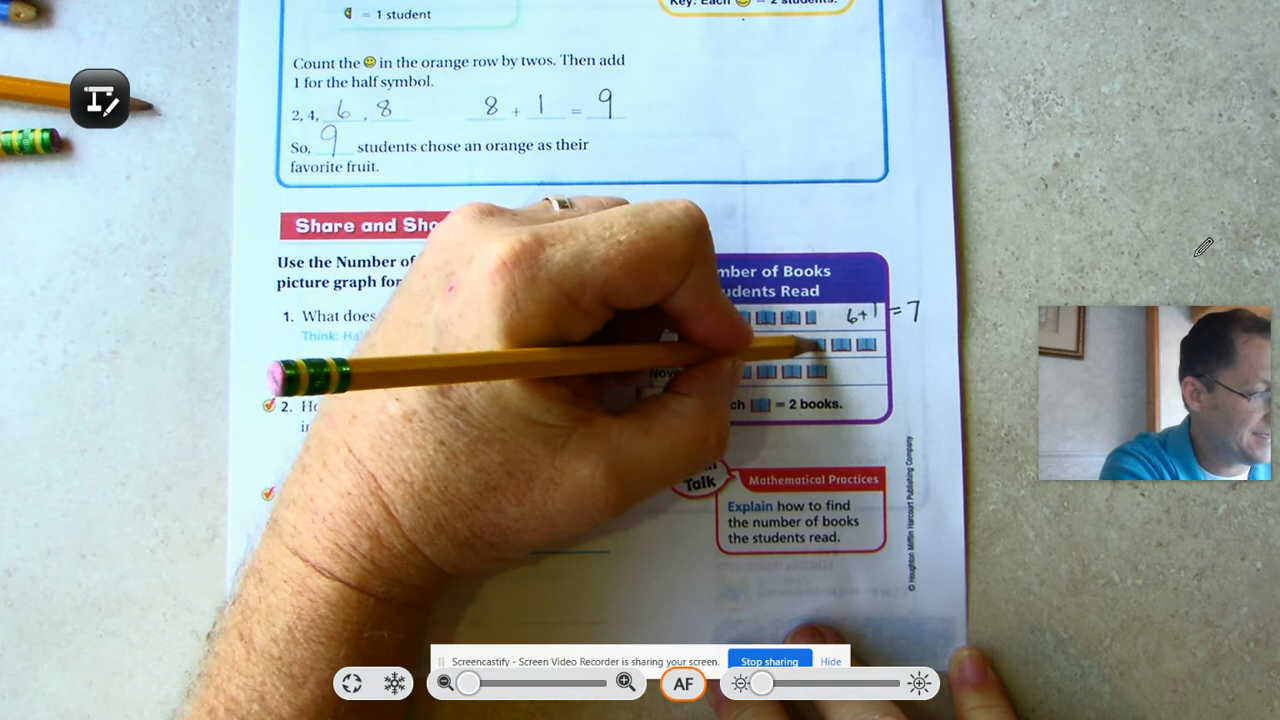 = 1 student
Key: Each = 2 students.
Count the in the orange row by twos. Then add
1 for the half symbol.
2, 4, 6, 8 8 + 1 = 9
So, 9 students chose an orange as their
favorite fruit.
Share and Sho
Use the Number of
picture graph for
mber of Books
udents Read
1. What does
Think: Ha
6+1 = 7
Nove
2. Ho
ch = 2 books.
Talk
Mathematical Practices
Explain how to find
the number of books
the students read.
© Houghton Mifflin Harcourt Publishing Company
Screencastify - Screen Video Recorder is sharing your screen. Stop sharing Hide
AF